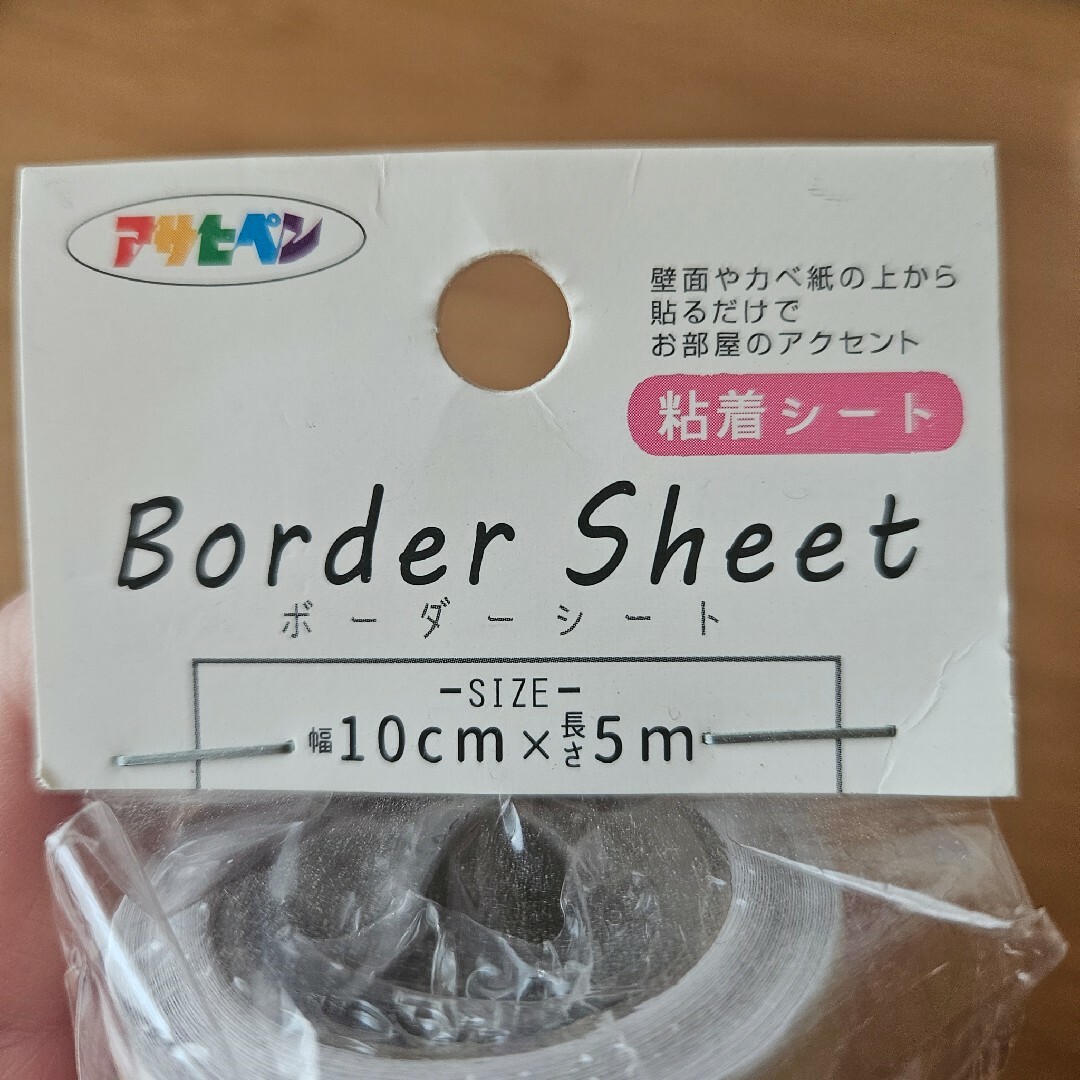 アサヒペン
壁面やカベ紙の上から
貼るだけで
お部屋のアクセント
粘着シート
Border Sheet
ボーダーシート
-SIZE-
幅10cm×長さ5m